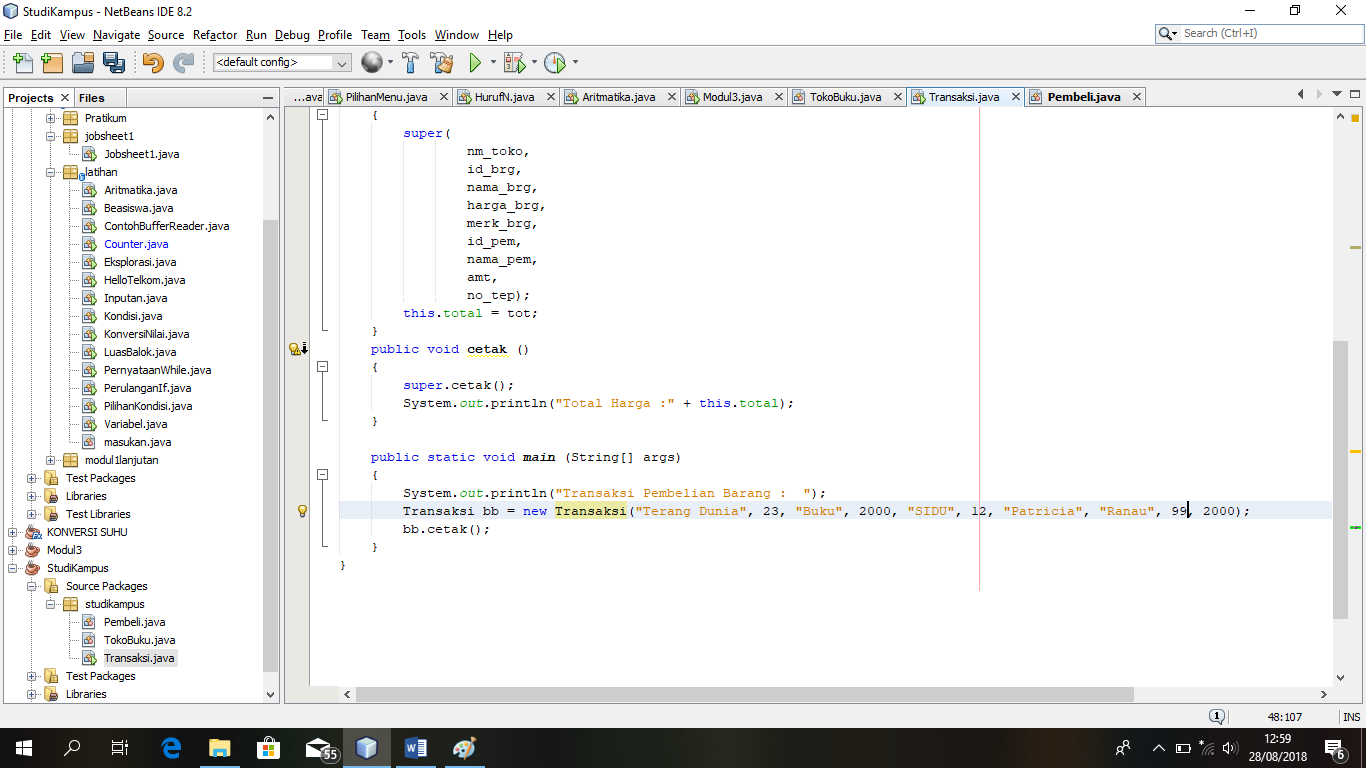 StudiKampus - NetBeans IDE 8.2
File Edit View Navigate Source Refactor Run Debug Profile Team Tools Window Help
Search (Ctrl+I)
<default config>
Projects
Files
...ava
PilihanMenu.java
HurufN.java
Aritmatika.java
Modul3.java
TokoBuku.java
Transaksi.java
Pembeli.java
Pratikum
jobsheet1
Jobsheet1.java
latihan
Aritmatika.java
Beasiswa.java
ContohBufferReader.java
Counter.java
Eksplorasi.java
HelloTelkom.java
Inputan.java
Kondisi.java
KonversiNilai.java
LuasBalok.java
PernyataanWhile.java
PerulanganIf.java
PilihanKondisi.java
Variabel.java
masukan.java
modul1lanjutan
Test Packages
Libraries
Test Libraries
KONVERSI SUHU
Modul3
StudiKampus
Source Packages
studikampus
Pembeli.java
TokoBuku.java
Transaksi.java
Test Packages
Libraries
{
super(
nm_toko,
id_brg,
nama_brg,
harga_brg,
merk_brg,
id_pem,
nama_pem,
amt,
no_tep);
this.total = tot;
}
public void cetak ()
{
super.cetak();
System.out.println("Total Harga :" + this.total);
}
public static void main (String[] args)
{
System.out.println("Transaksi Pembelian Barang :  ");
Transaksi bb = new Transaksi("Terang Dunia", 23, "Buku", 2000, "SIDU", 12, "Patricia", "Ranau", 99, 2000);
bb.cetak();
}
}
1
48:107
INS
55
12:59
28/08/2018
6